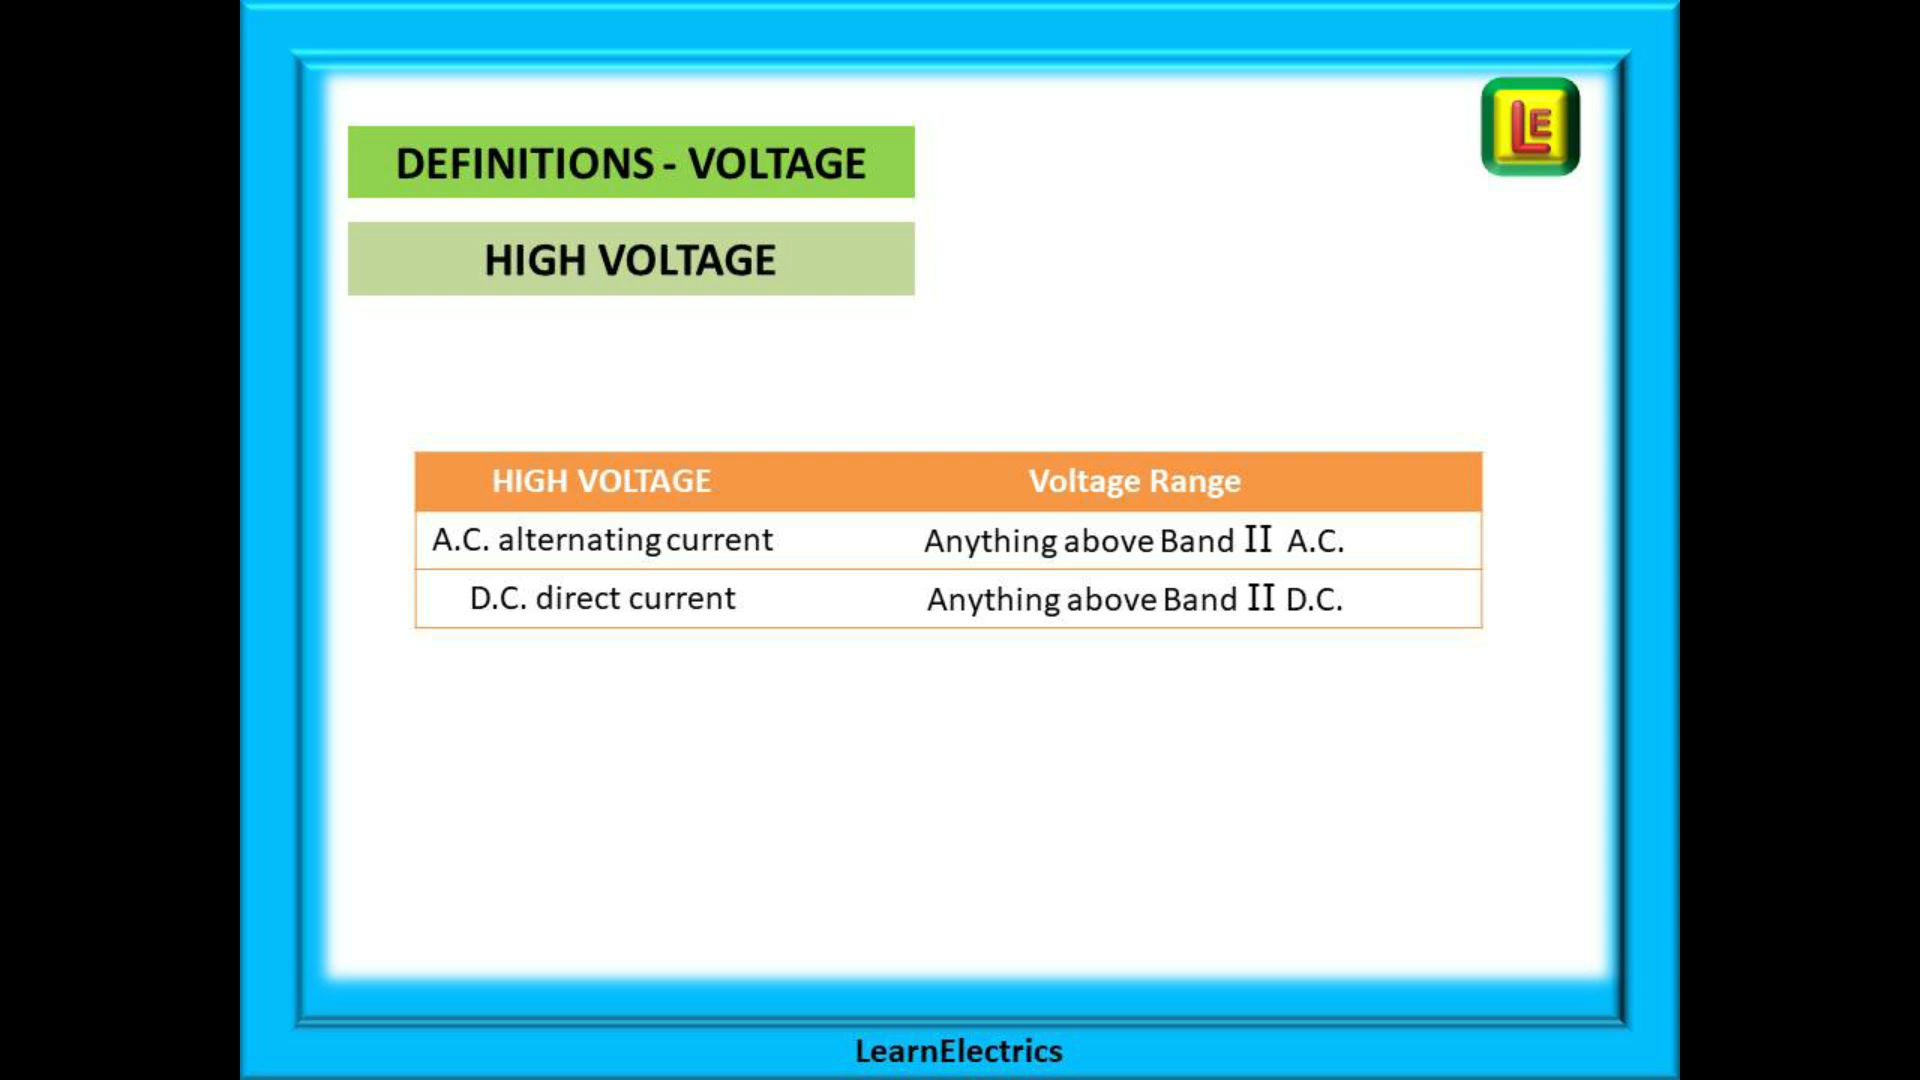 LE
DEFINITIONS - VOLTAGE
HIGH VOLTAGE
HIGH VOLTAGE Voltage Range
A.C. alternating current Anything above Band II A.C.
D.C. direct current Anything above Band II D.C.
LearnElectrics